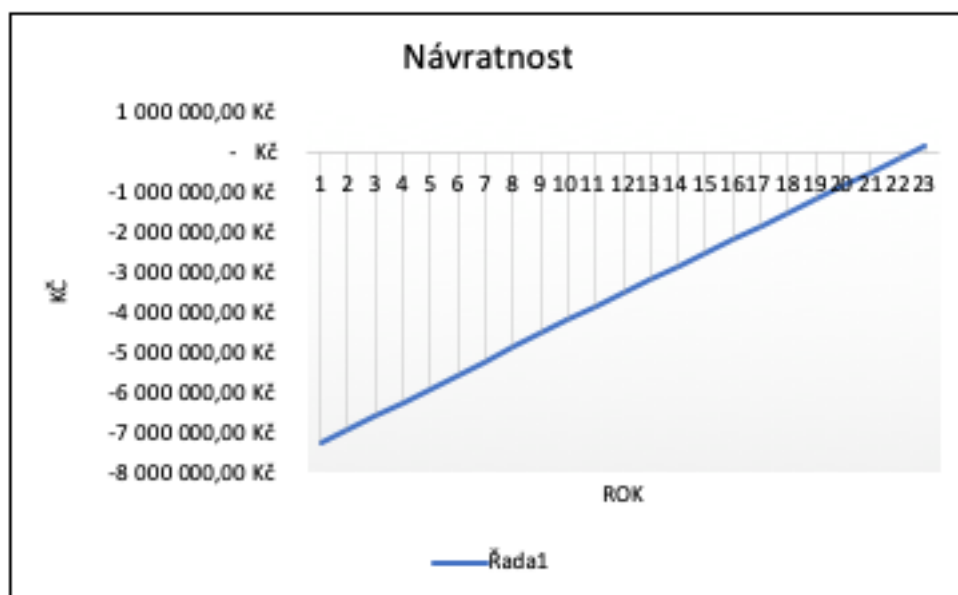 Návratnost
1 000 000,00 Kč
- Kč
-1 000 000,00 Kč
-2 000 000,00 Kč
-3 000 000,00 Kč
-4 000 000,00 Kč
-5 000 000,00 Kč
-6 000 000,00 Kč
-7 000 000,00 Kč
-8 000 000,00 Kč
KČ
1 2 3 4 5 6 7 8 9 10 11 12 13 14 15 16 17 18 19 20 21 22 23
ROK
Řada1